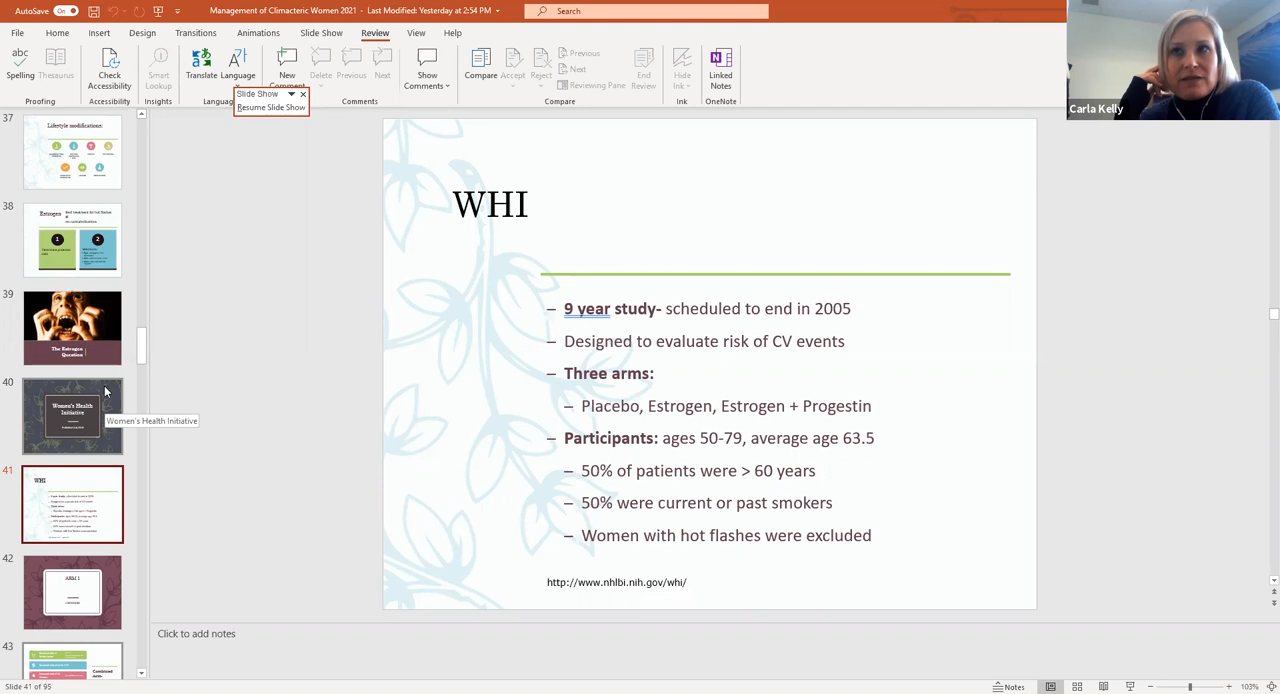 AutoSave On
Management of Climacteric Women 2021 - Last Modified: Yesterday at 2:54 PM
Search
File Home Insert Design Transitions Animations Slide Show Review View Help
abc
Spelling Thesaurus
Check Accessibility
Smart Lookup
Translate Language
New Comment Delete Previous Next
Show Comments
Compare Accept Reject
Previous
Next
Reviewing Pane
End Review
Hide Ink
Linked Notes
Proofing Accessibility Insights Languag Comments Compare Ink OneNote
Slide Show
Resume Slide Show
Carla Kelly
37
Lifestyle modifications:
38
Estrogen
1 2
39
The Estrogen
Question
40
Women's Health
Initiative
Women's Health Initiative
41
WHI
42
ARM 1
43
WHI
– 9 year study- scheduled to end in 2005
– Designed to evaluate risk of CV events
– Three arms:
– Placebo, Estrogen, Estrogen + Progestin
– Participants: ages 50-79, average age 63.5
– 50% of patients were > 60 years
– 50% were current or past smokers
– Women with hot flashes were excluded
http://www.nhlbi.nih.gov/whi/
Click to add notes
Slide 41 of 95
Notes
103%